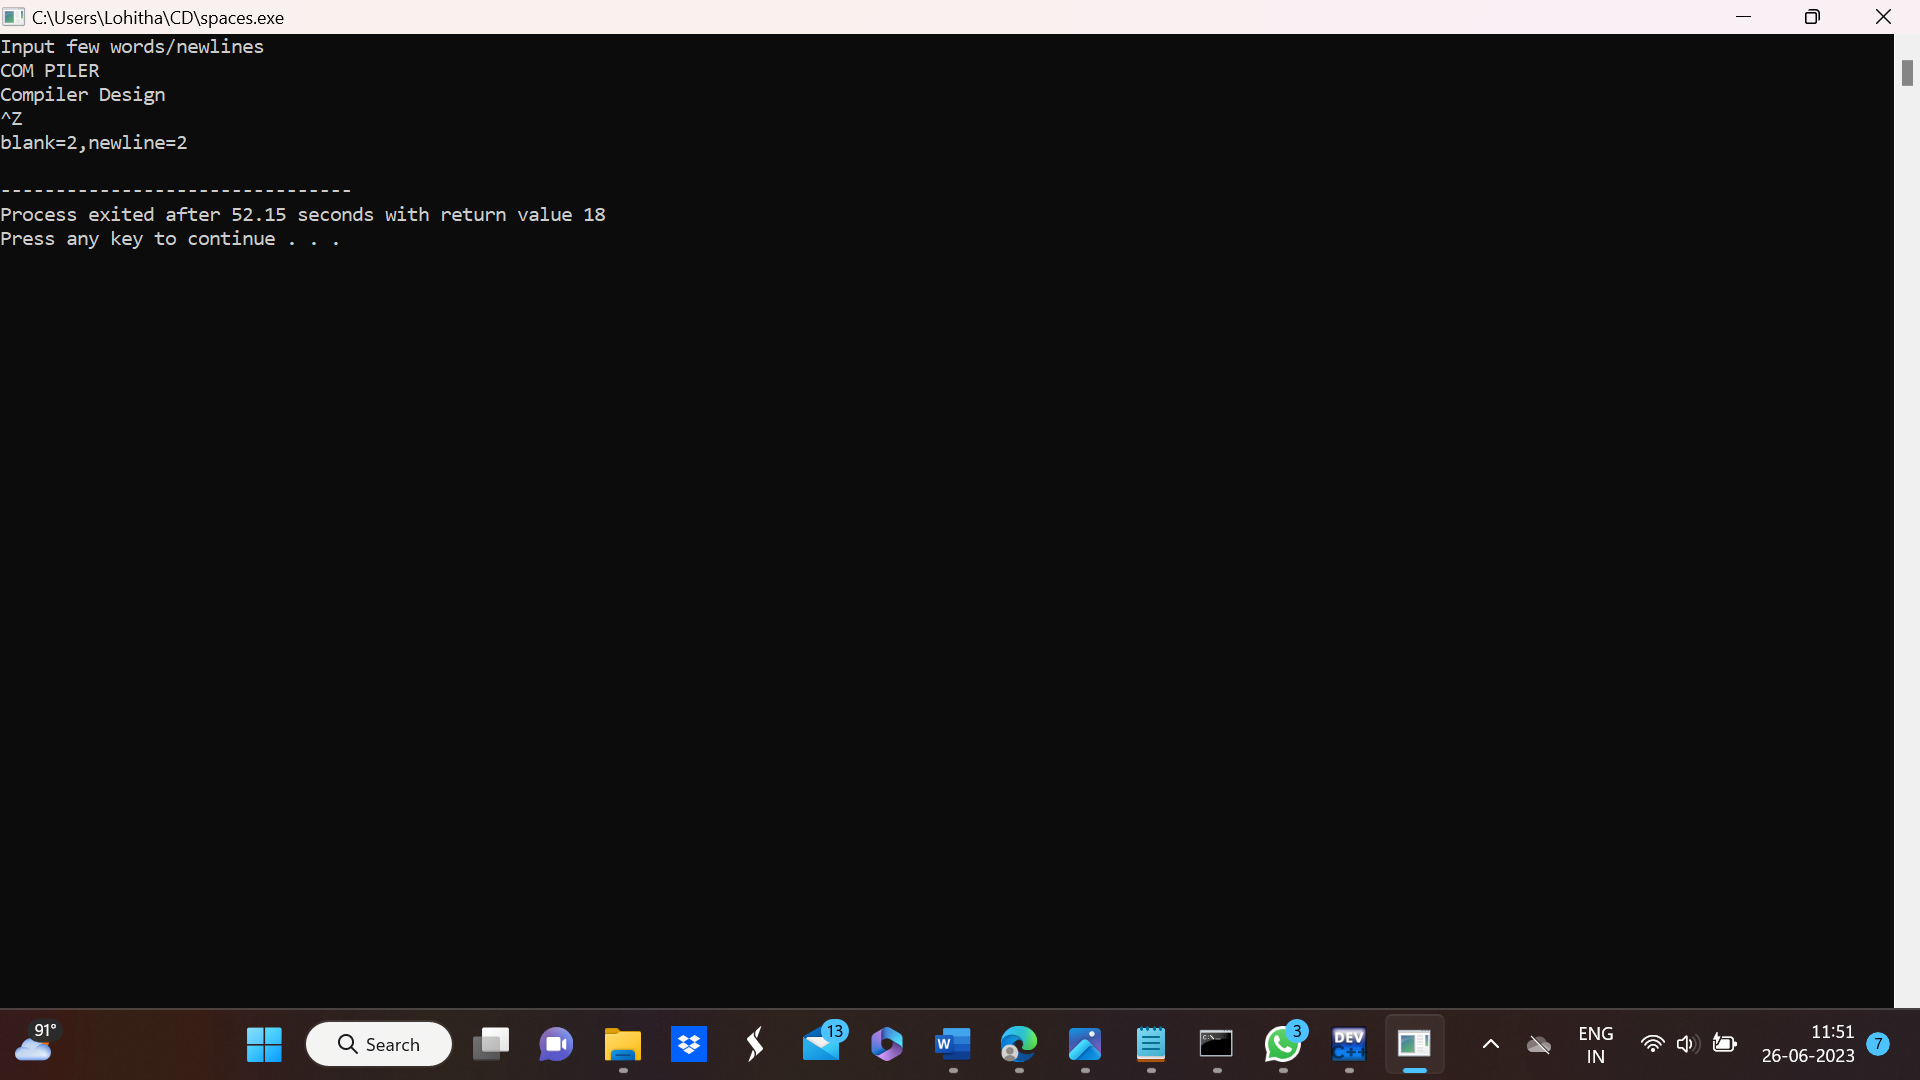 C:\Users\Lohitha\CD\spaces.exe
Input few words/newlines
COM PILER
Compiler Design
^Z
blank=2,newline=2
--------------------------------
Process exited after 52.15 seconds with return value 18
Press any key to continue . . .
91°
Search
13
W
C:\_
3
DEV
C++
ENG
IN
11:51
26-06-2023
7